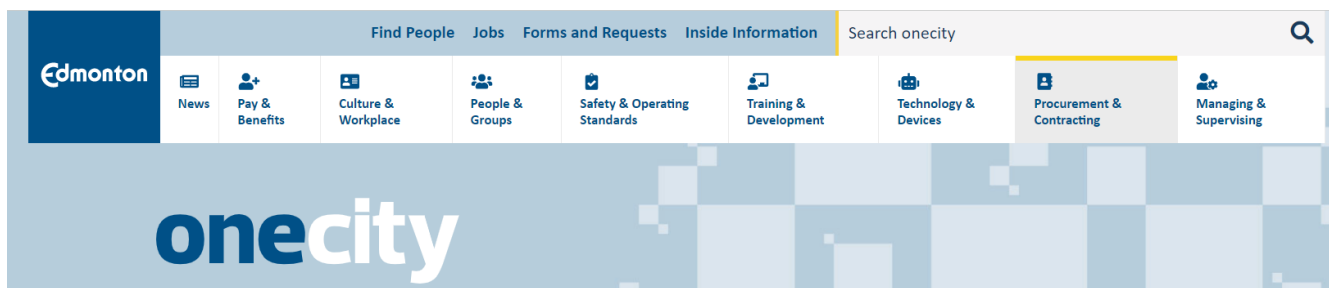 Find People Jobs Forms and Requests Inside Information Search onecity
Edmonton
News
Pay &
Benefits
Culture &
Workplace
People &
Groups
Safety & Operating
Standards
Training &
Development
Technology &
Devices
Procurement &
Contracting
Managing &
Supervising
onecity